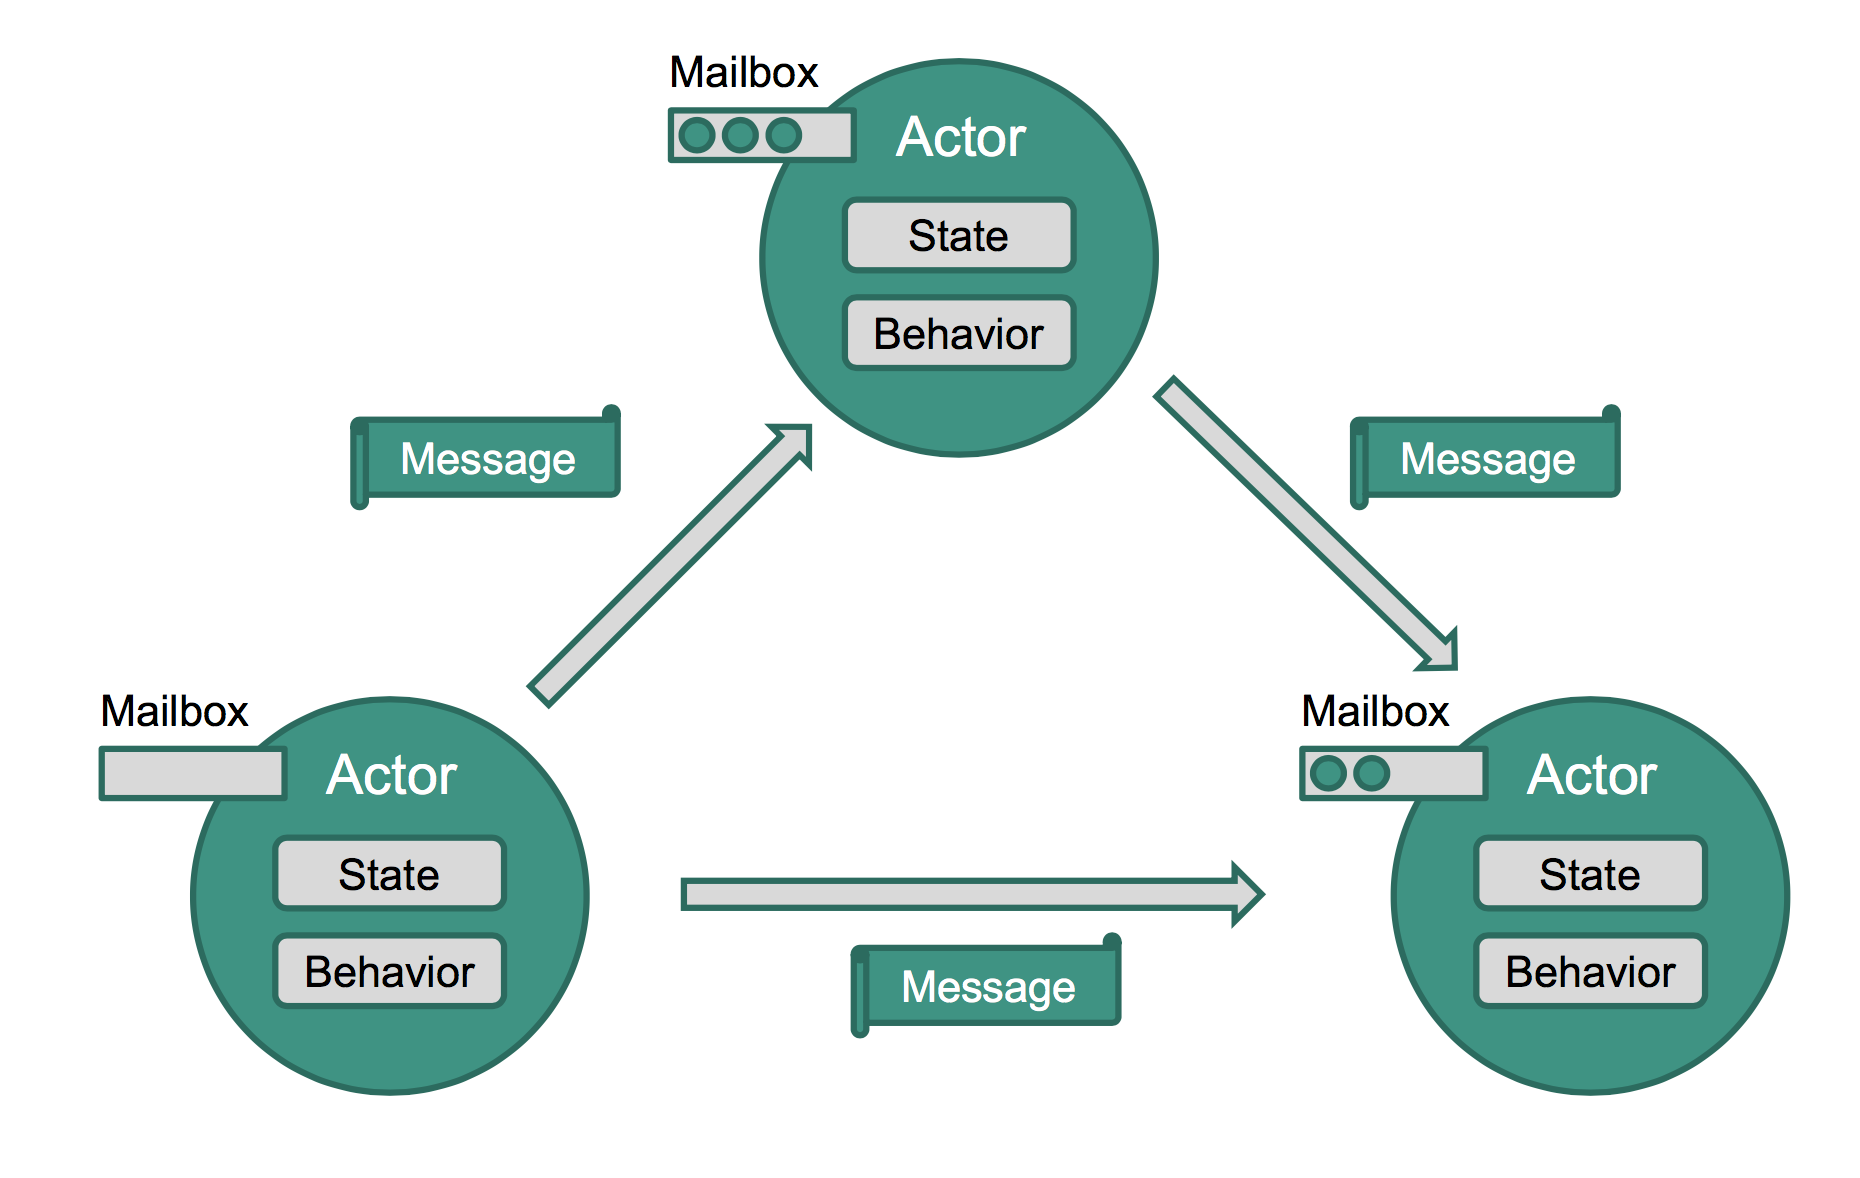 Mailbox
Actor
State
Behavior
Message
Message
Mailbox
Actor
State
Behavior
Mailbox
Actor
State
Behavior
Message